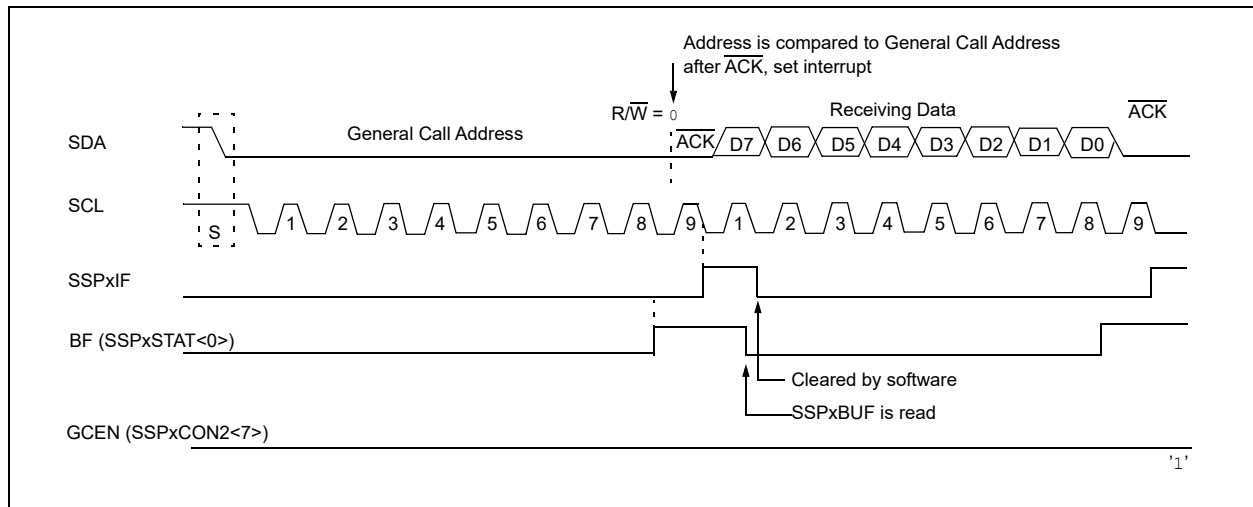 Address is compared to General Call Address
after ACK, set interrupt
R/W = 0
Receiving Data
ACK
SDA
General Call Address
ACK
D7 D6 D5 D4 D3 D2 D1 D0
SCL
S
1 2 3 4 5 6 7 8 9 1 2 3 4 5 6 7 8 9
SSPxIF
BF (SSPxSTAT<0>)
Cleared by software
SSPxBUF is read
GCEN (SSPxCON2<7>)
'1'